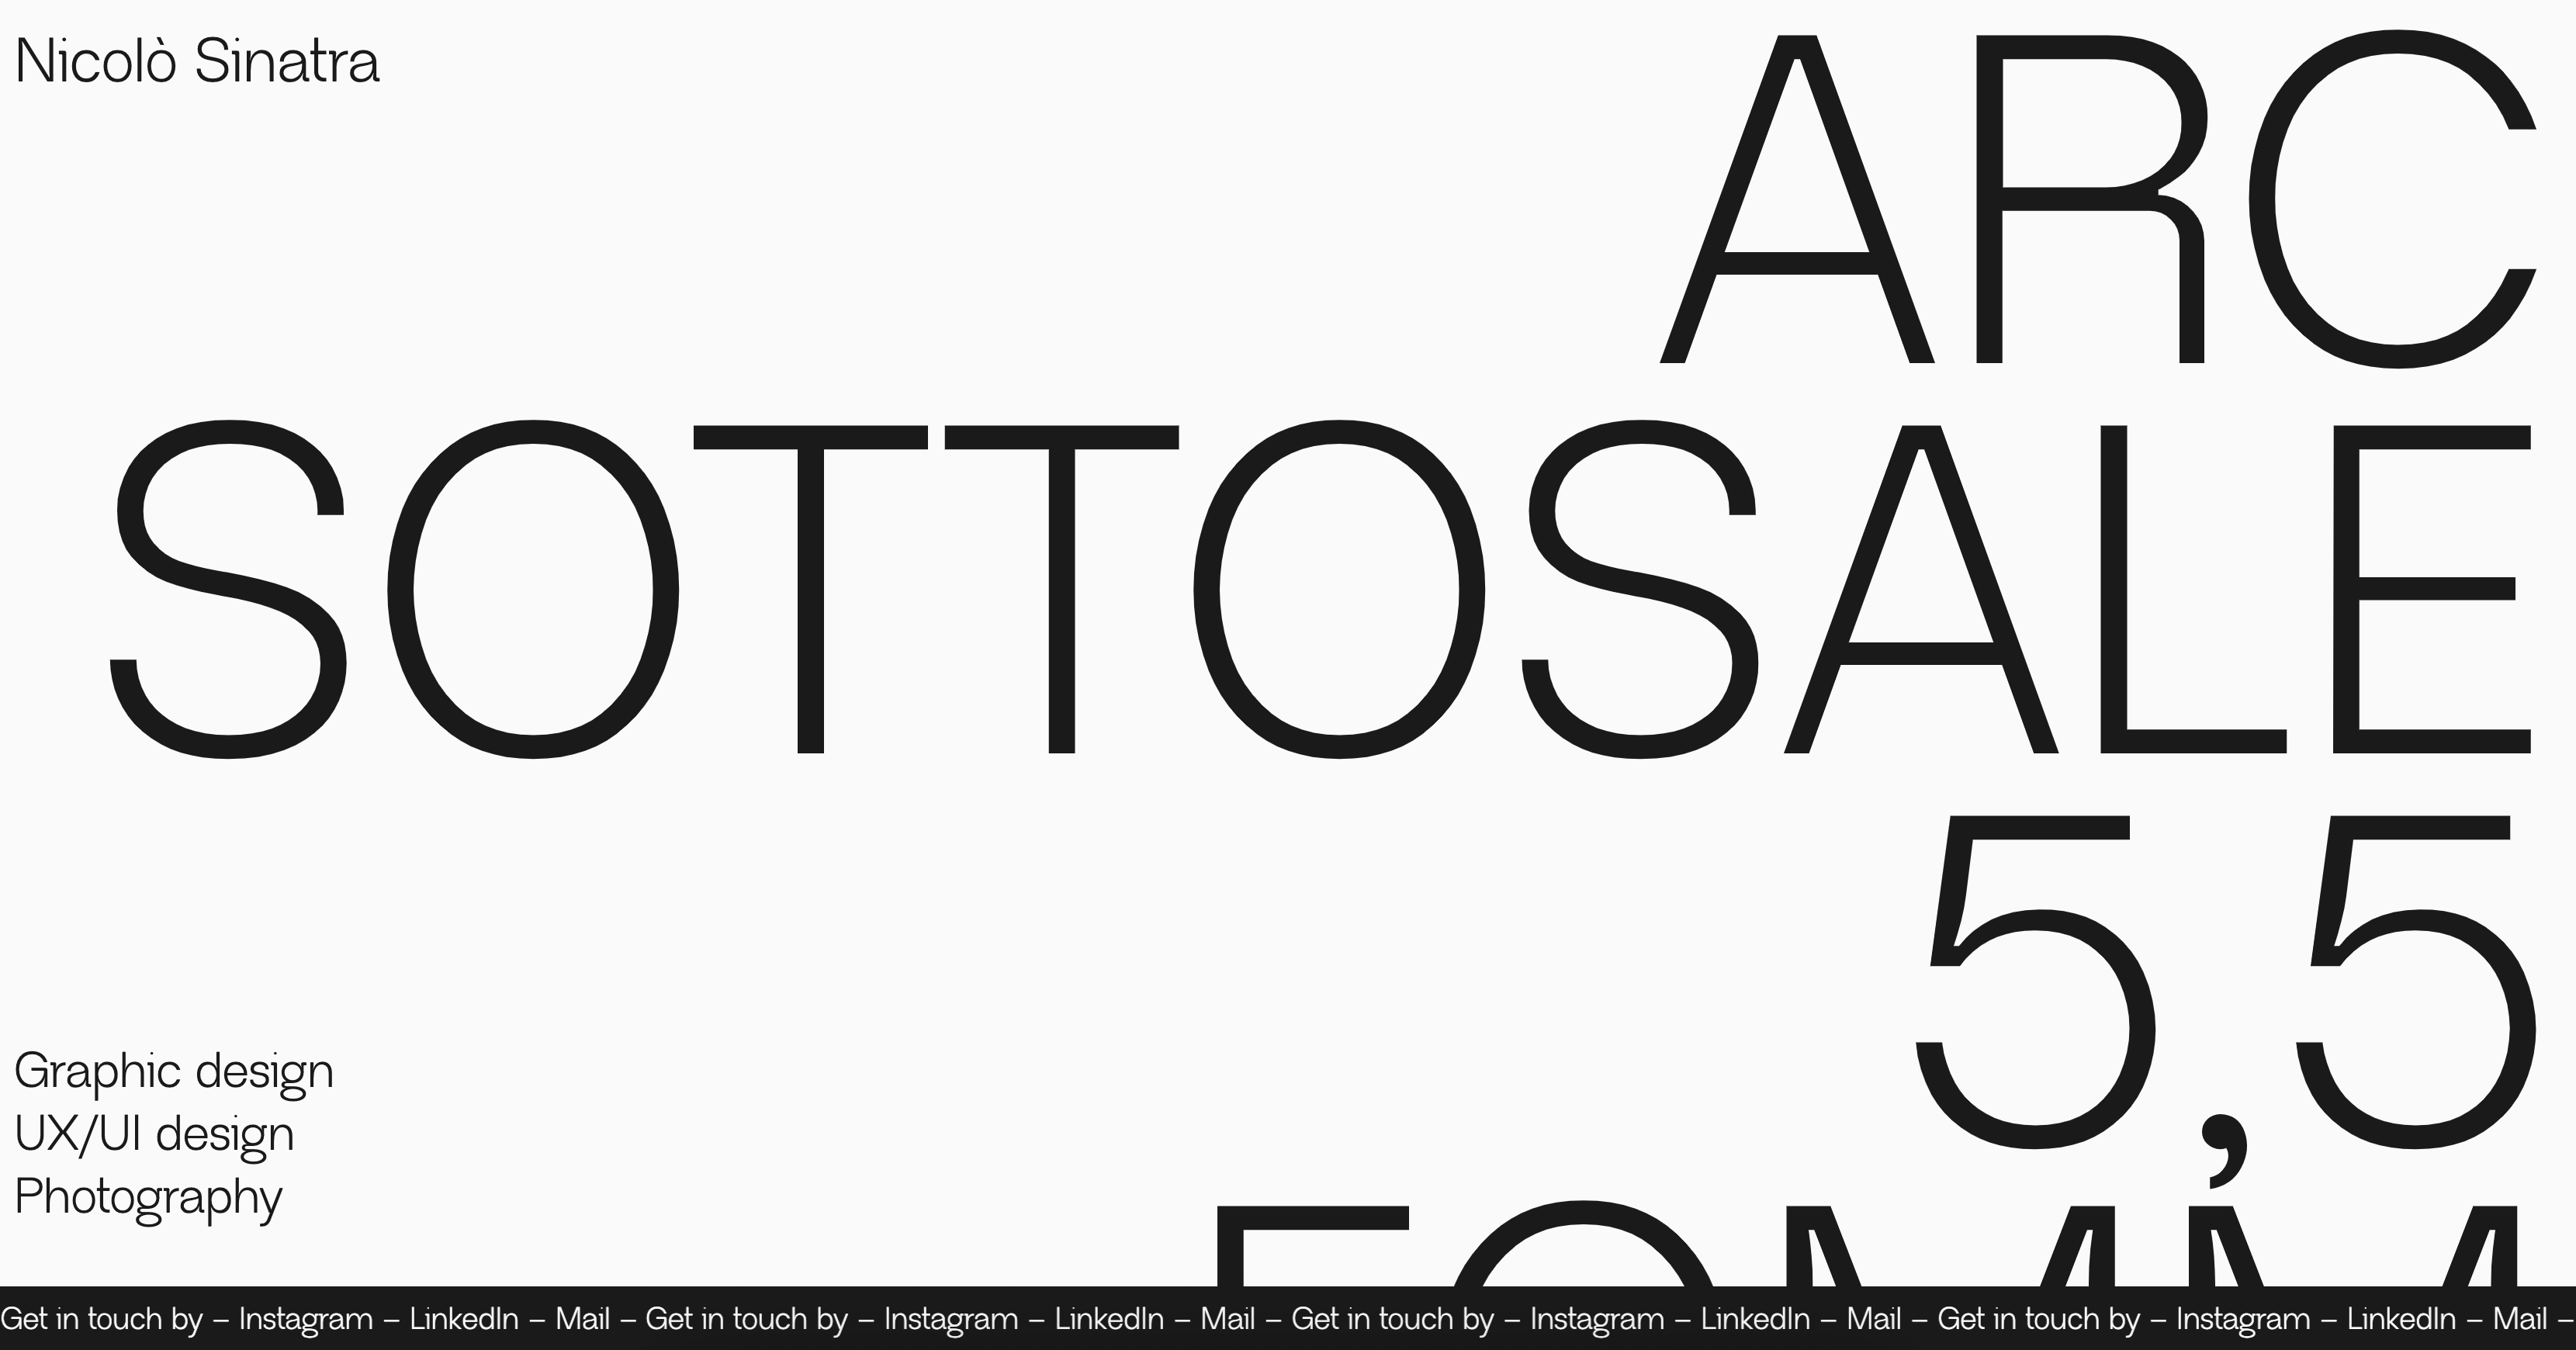 Nicolò Sinatra
ARC
SOTTOSALE
5,5
Graphic design
UX/UI design
Photography
Get in touch by – Instagram – LinkedIn – Mail – Get in touch by – Instagram – LinkedIn – Mail – Get in touch by – Instagram – LinkedIn – Mail – Get in touch by – Instagram – LinkedIn – Mail –